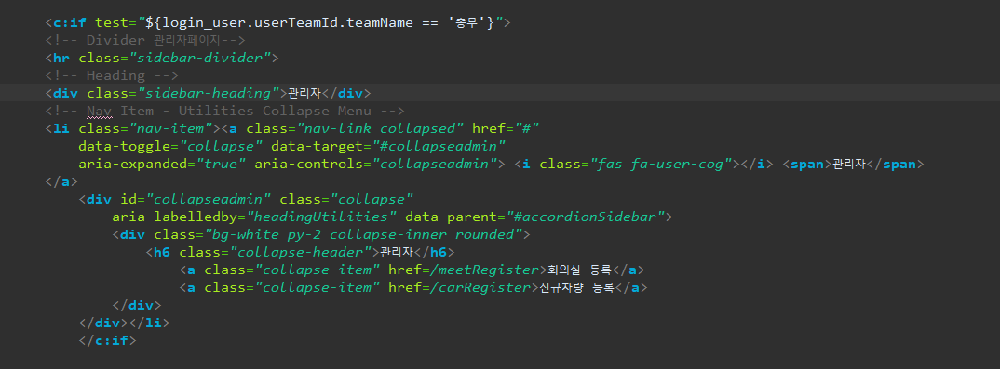 <c:if test="${login_user.userTeamId.teamName == '총무'}">
<!-- Divider 관리자페이지-->
<hr class="sidebar-divider">
<!-- Heading -->
<div class="sidebar-heading">관리자</div>
<!-- Nav Item - Utilities Collapse Menu -->
<li class="nav-item"><a class="nav-link collapsed" href="#"
data-toggle="collapse" data-target="#collapseadmin"
aria-expanded="true" aria-controls="collapseadmin"> <i class="fas fa-user-cog"></i> <span>관리자</span>
</a>
<div id="collapseadmin" class="collapse"
aria-labelledby="headingUtilities" data-parent="#accordionSidebar">
<div class="bg-white py-2 collapse-inner rounded">
<h6 class="collapse-header">관리자</h6>
<a class="collapse-item" href=/meetRegister>회의실 등록</a>
<a class="collapse-item" href=/carRegister>신규차량 등록</a>
</div>
</div></li>
</c:if>